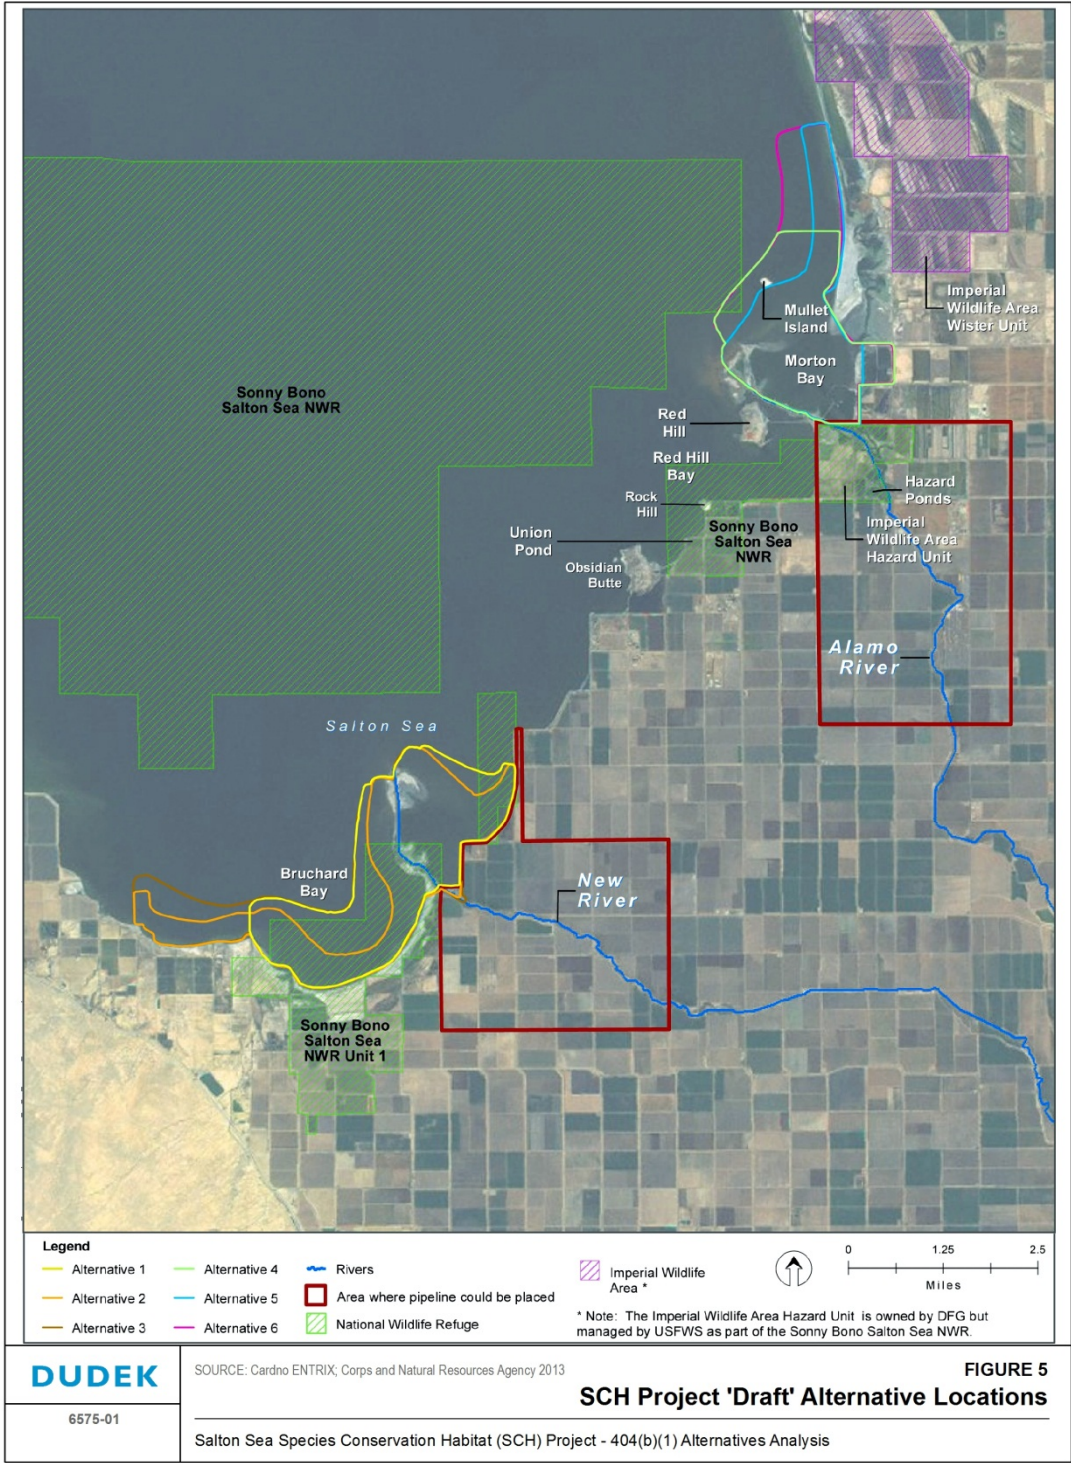 Imperial
Wildlife Area
Wister Unit
Mullet
Island
Morton
Bay
Sonny Bono
Salton Sea NWR
Red
Hill
Red Hill
Bay
Rock
Hill
Hazard
Ponds
Union
Pond
Sonny Bono
Salton Sea
NWR
Imperial
Wildlife Area
Hazard Unit
Obsidian
Butte
Alamo
River
Salton Sea
Bruchard
Bay
New
River
Sonny Bono
Salton Sea
NWR Unit 1
Legend
Alternative 1
Alternative 2
Alternative 3
Alternative 4
Alternative 5
Alternative 6
Rivers
Area where pipeline could be placed
National Wildlife Refuge
Imperial Wildlife
Area *
0 1.25 2.5
Miles
* Note: The Imperial Wildlife Area Hazard Unit is owned by DFG but
managed by USFWS as part of the Sonny Bono Salton Sea NWR.
DUDEK
6575-01
SOURCE: Cardno ENTRIX; Corps and Natural Resources Agency 2013
FIGURE 5
SCH Project 'Draft' Alternative Locations
Salton Sea Species Conservation Habitat (SCH) Project - 404(b)(1) Alternatives Analysis